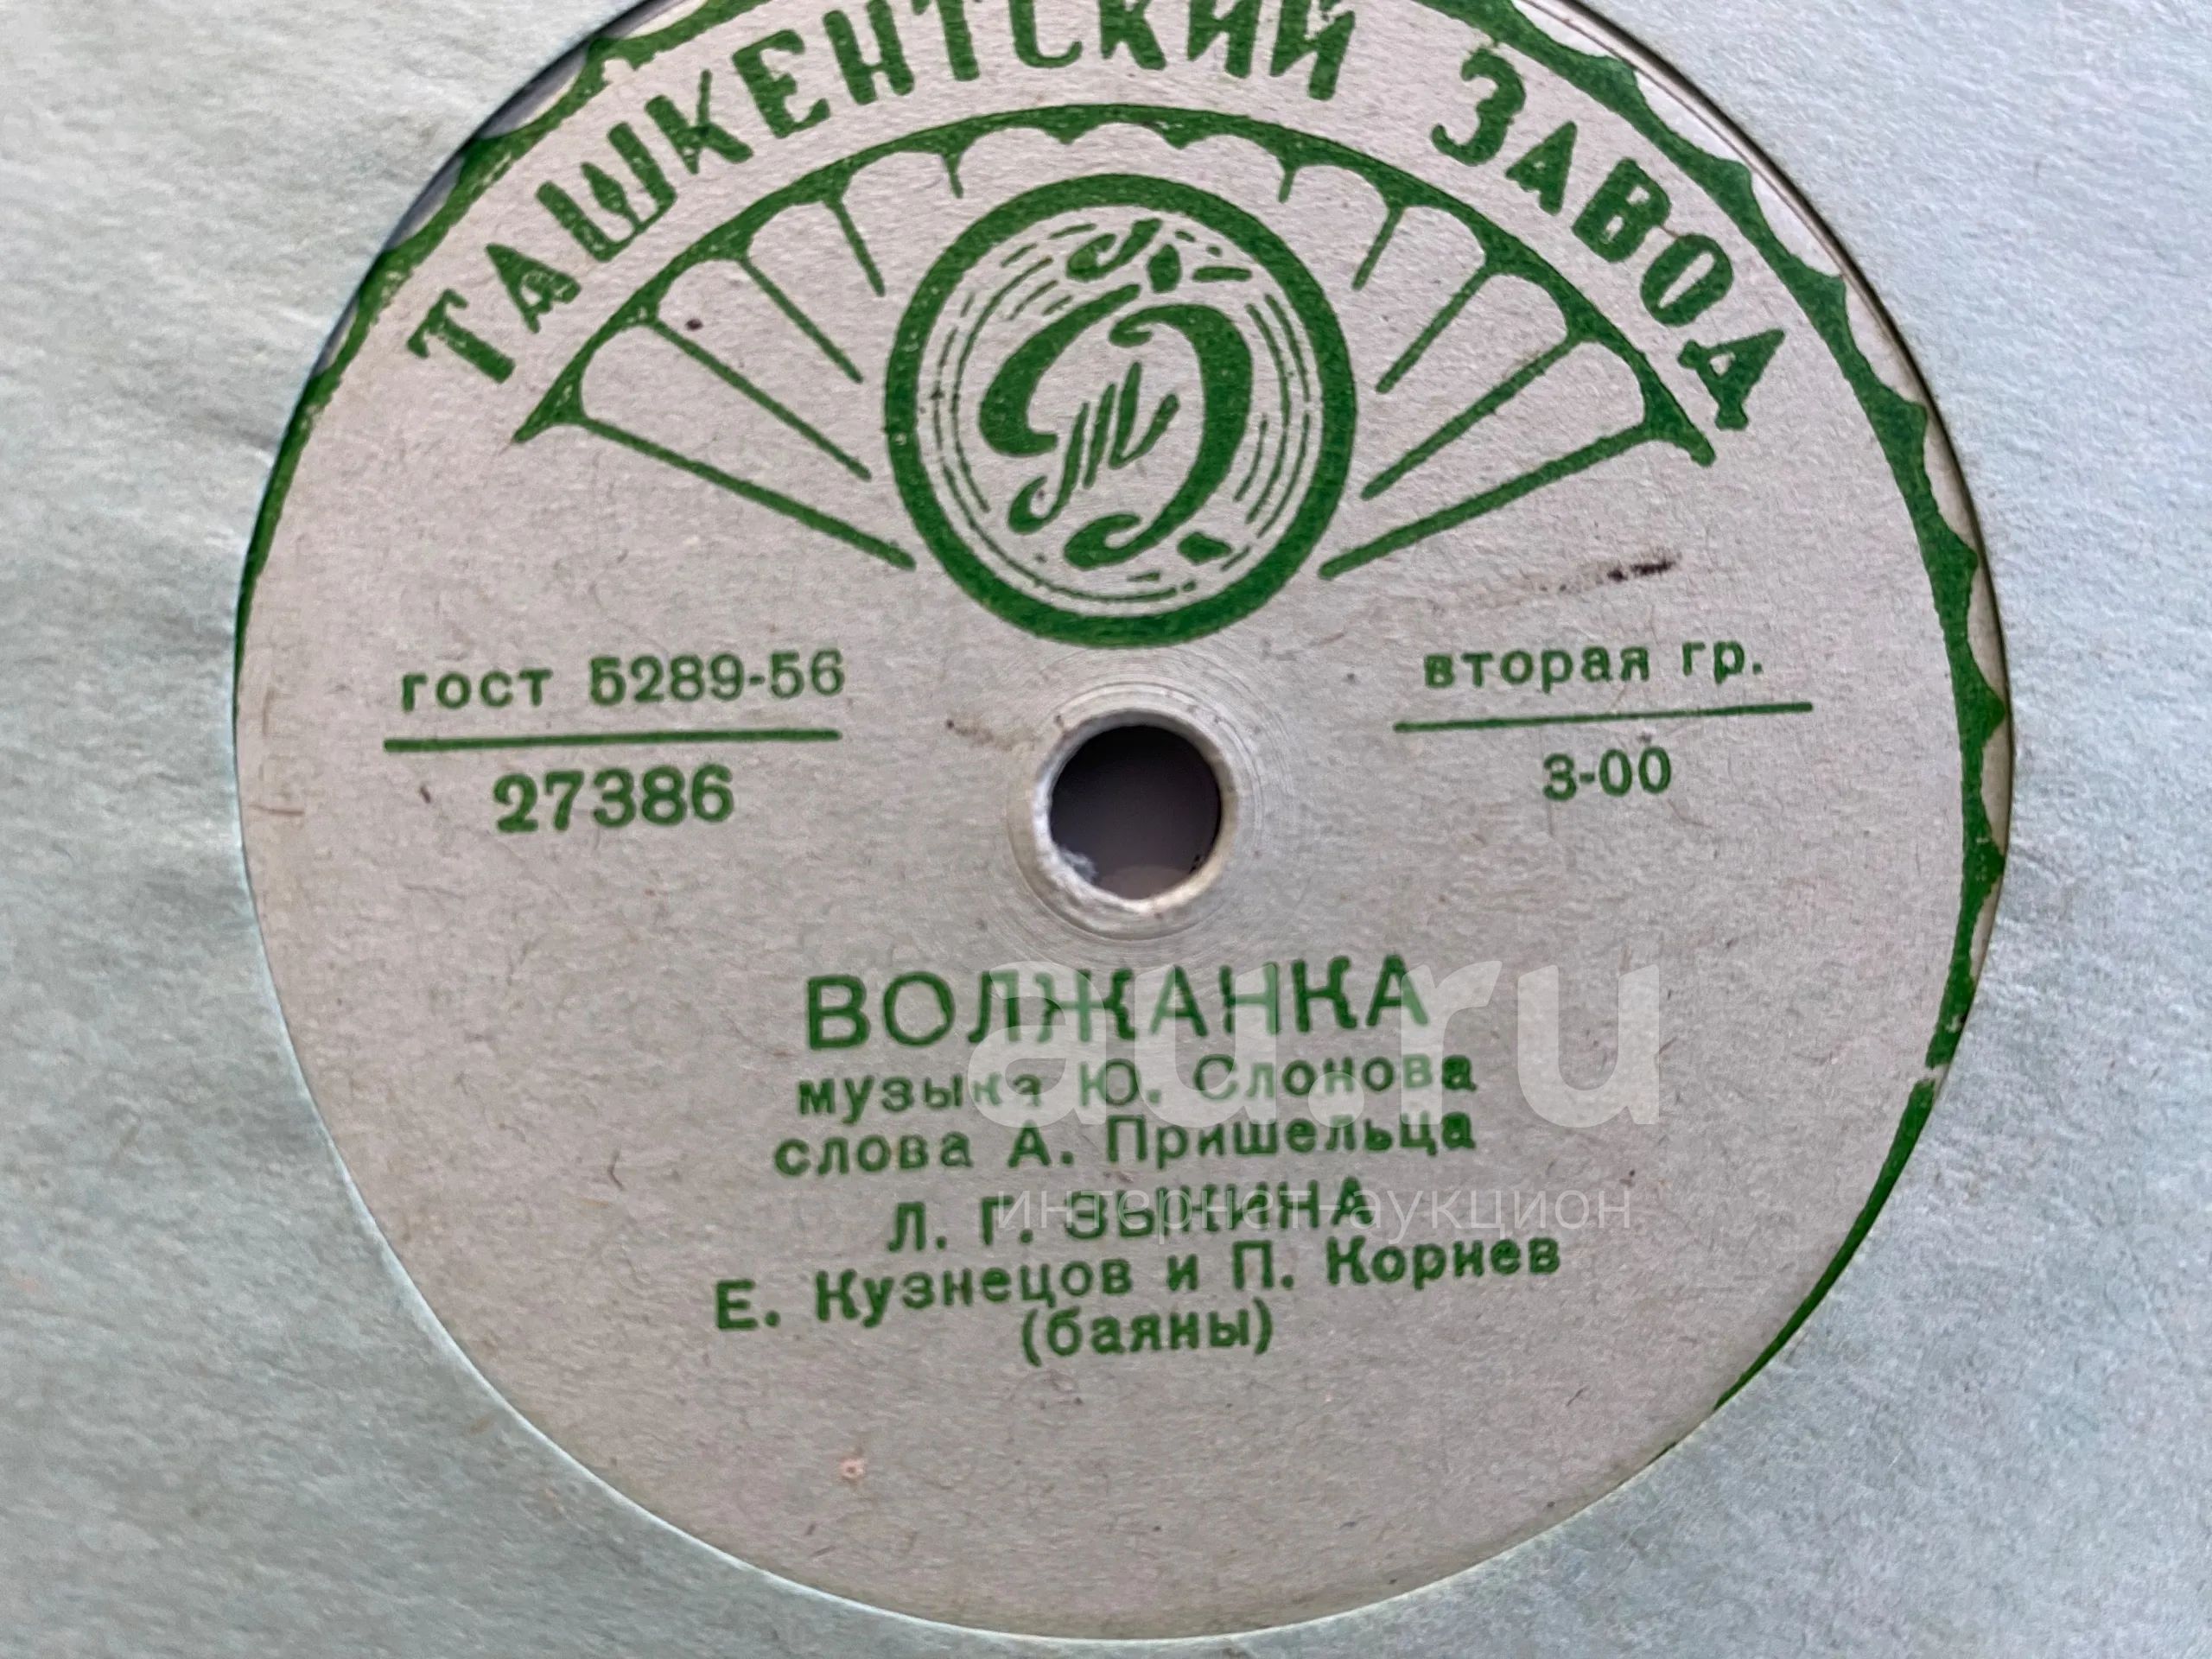 ТАШКЕНТСКИЙ ЗАВОД
гост 5289-56
27386
вторая гр.
3-00
ВОЛЖАНКА
музыка Ю. Слонова
слова А. Пришельца
Л. Г. ЗЫКИНА
Е. Кузнецов и П. Корнев
(баяны)
au.ru
интернет-аукцион